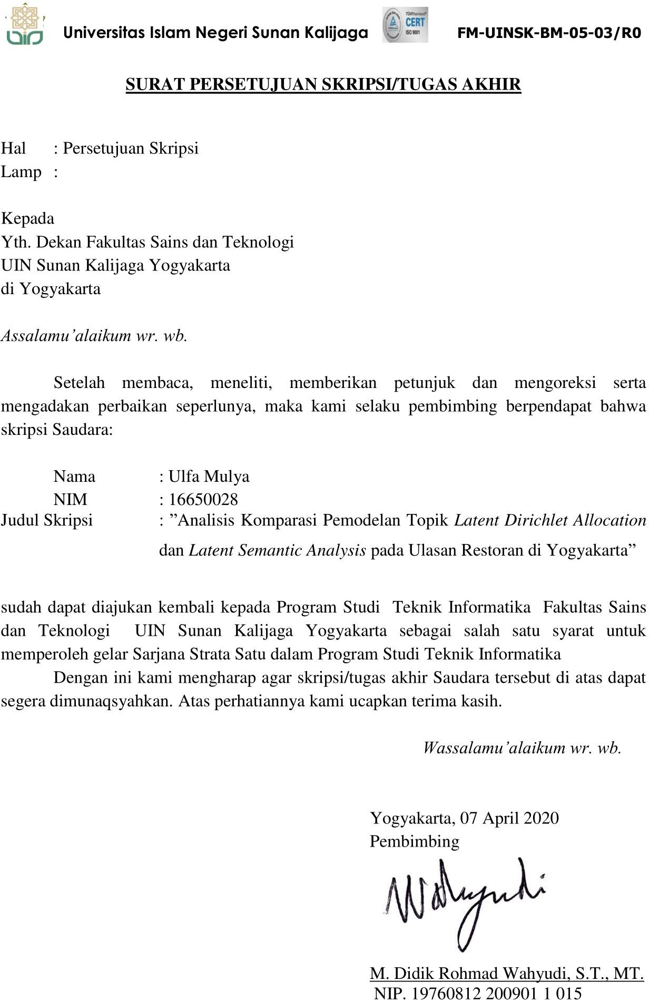 Universitas Islam Negeri Sunan Kalijaga
TÜVRheinland®
CERT
ISO 9001
FM-UINSK-BM-05-03/R0
SURAT PERSETUJUAN SKRIPSI/TUGAS AKHIR
Hal : Persetujuan Skripsi
Lamp :
Kepada
Yth. Dekan Fakultas Sains dan Teknologi
UIN Sunan Kalijaga Yogyakarta
di Yogyakarta
Assalamu’alaikum wr. wb.
Setelah membaca, meneliti, memberikan petunjuk dan mengoreksi serta
mengadakan perbaikan seperlunya, maka kami selaku pembimbing berpendapat bahwa
skripsi Saudara:
Nama : Ulfa Mulya
NIM : 16650028
Judul Skripsi : ”Analisis Komparasi Pemodelan Topik Latent Dirichlet Allocation
dan Latent Semantic Analysis pada Ulasan Restoran di Yogyakarta”
sudah dapat diajukan kembali kepada Program Studi Teknik Informatika Fakultas Sains
dan Teknologi UIN Sunan Kalijaga Yogyakarta sebagai salah satu syarat untuk
memperoleh gelar Sarjana Strata Satu dalam Program Studi Teknik Informatika
Dengan ini kami mengharap agar skripsi/tugas akhir Saudara tersebut di atas dapat
segera dimunaqsyahkan. Atas perhatiannya kami ucapkan terima kasih.
Wassalamu’alaikum wr. wb.
Yogyakarta, 07 April 2020
Pembimbing
Wahyudi
M. Didik Rohmad Wahyudi, S.T., MT.
NIP. 19760812 200901 1 015